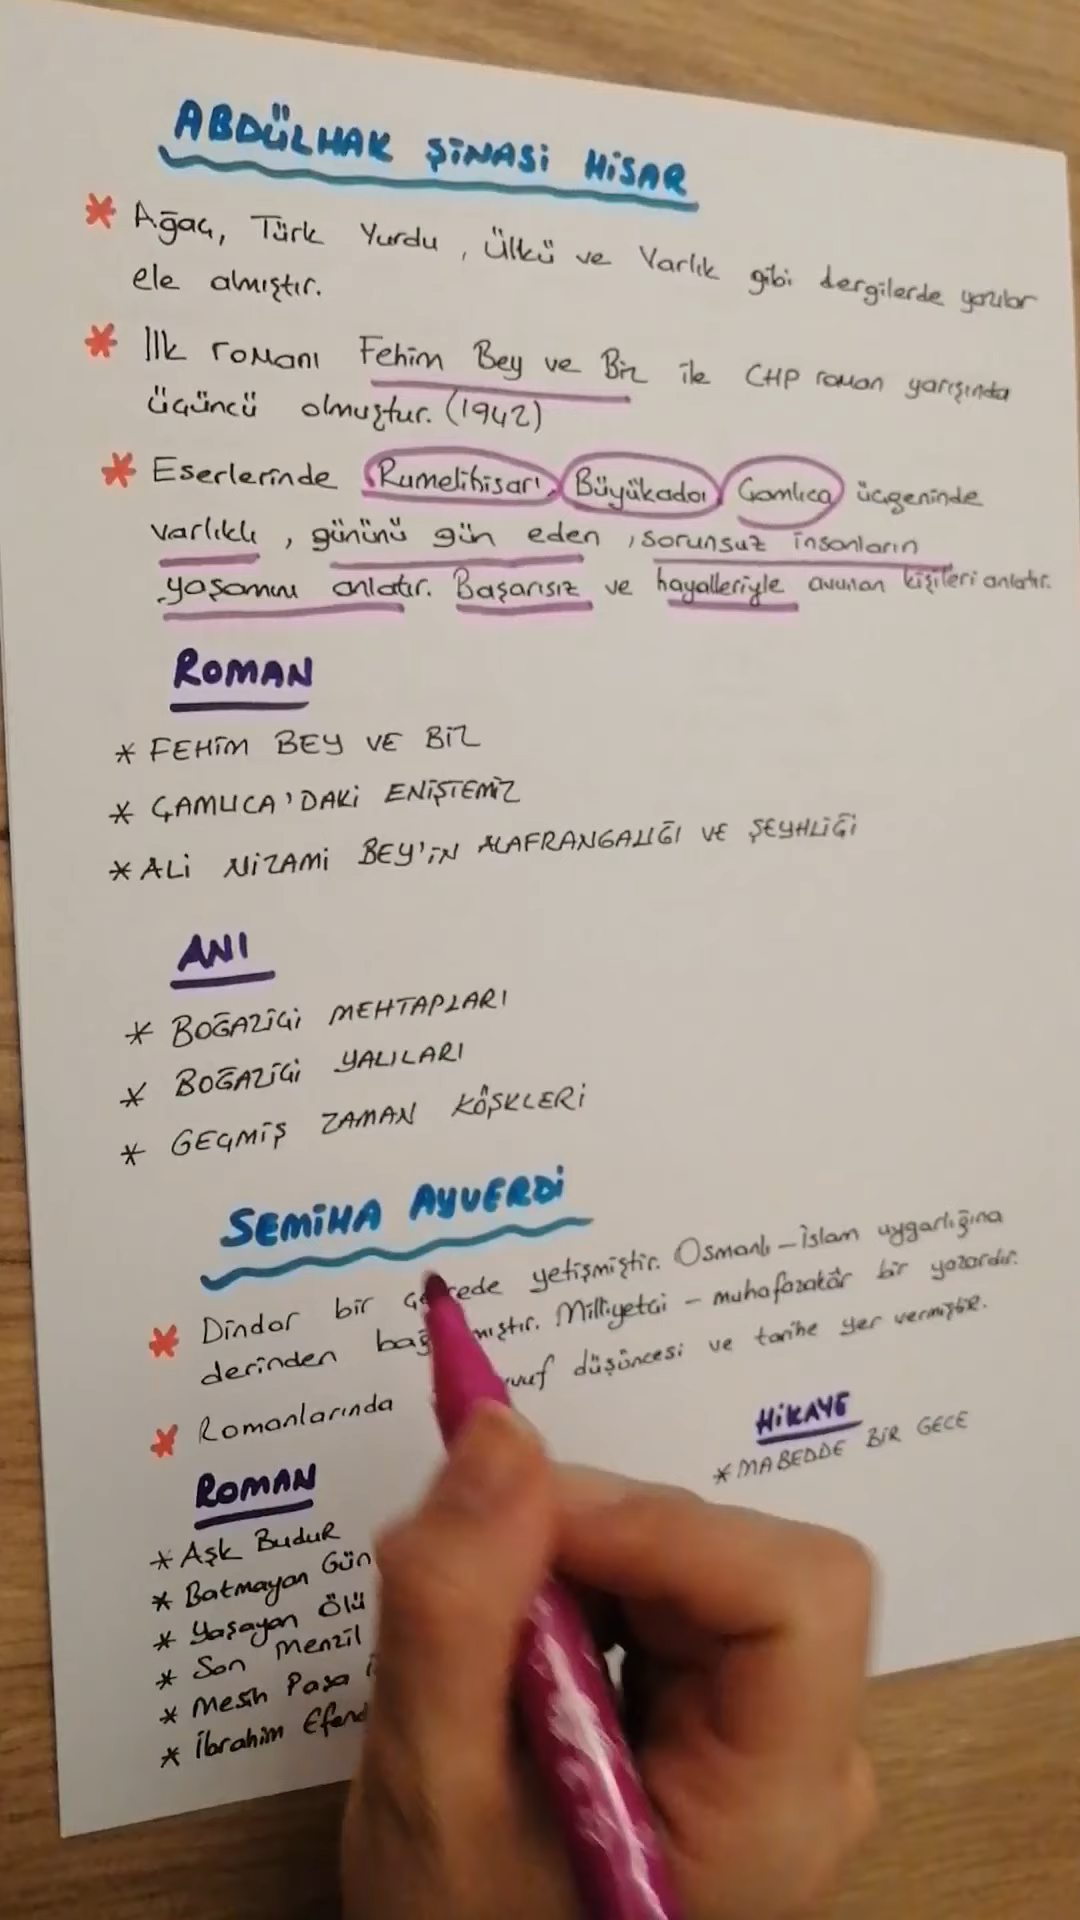 ABDÜLHAK ŞİNASİ HİSAR
* Ağaç, Türk Yurdu, Ülkü ve Varlık gibi dergilerde yazılar
ele almıştır.
* İlk romanı Fehim Bey ve Biz ile CHP roman yarışında
üçüncü olmuştur. (1942)
* Eserlerinde Rumelihisarı, Büyükada, Çamlıca üçgeninde
varlıklı, gününü gün eden, sorunsuz insanların
yaşamını anlatır. Başarısız ve hayalleriyle avunan kişileri anlatır.
ROMAN
* FEHİM BEY VE BİZ
* ÇAMLICA'DAKİ ENİŞTEMİZ
* ALİ NİZAMİ BEY'İN ALAFRANGALIĞI VE ŞEYHLİĞİ
ANI
* BOĞAZİÇİ MEHTAPLARI
* BOĞAZİÇİ YALILARI
* GEÇMİŞ ZAMAN KÖŞKLERİ
SEMİHA AYVERDİ
* Dindar bir yetişmiştir. Osmanlı - İslam uygarlığına
derinden Milliyetçi - muhafazakâr bir yazardır.
* Romanlarında düşüncesi ve tarihe yer vermiştir.
ROMAN
* Aşk Budur
* Batmayan Gün
* Yaşayan Ölü
* Son Menzil
* Mesih Paşa
* İbrahim
HİKAYE
* MABEDDE BİR GECE